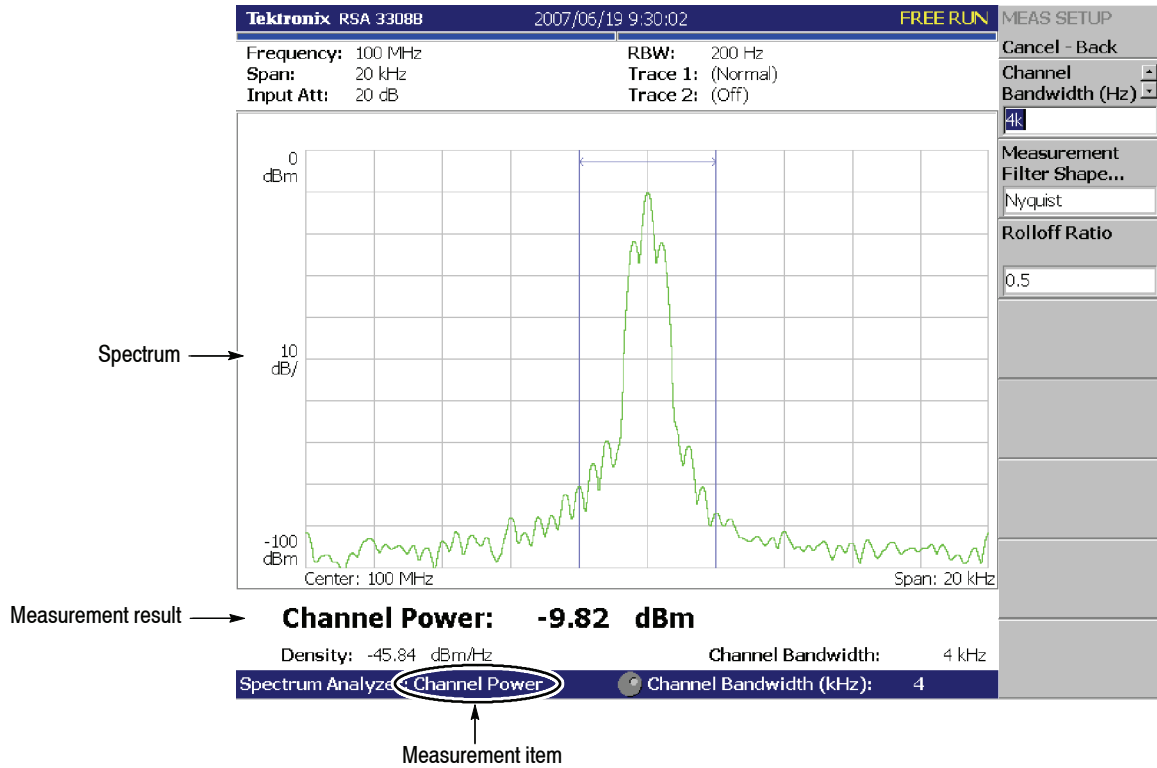 Tektronix RSA 3308B 2007/06/19 9:30:02 FREE RUN
MEAS SETUP
Frequency: 100 MHz RBW: 200 Hz
Span: 20 kHz Trace 1: (Normal)
Input Att: 20 dB Trace 2: (Off)
Cancel - Back
Channel
Bandwidth (Hz)
4k
Measurement
Filter Shape...
Nyquist
Rolloff Ratio
0.5
0
dBm
Spectrum
10
dB/
-100
dBm
Center: 100 MHz Span: 20 kHz
Measurement result
Channel Power: -9.82 dBm
Density: -45.84 dBm/Hz Channel Bandwidth: 4 kHz
Spectrum Analyzer: Channel Power Channel Bandwidth (kHz): 4
Measurement item